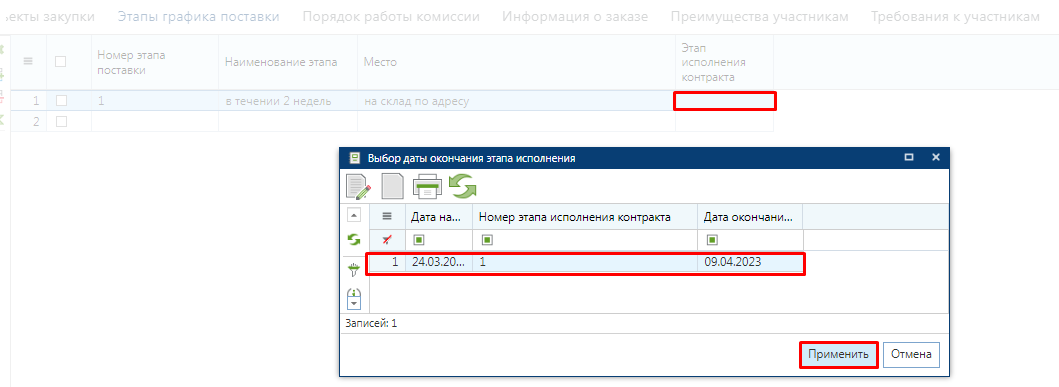 ъекты закупки Этапы графика поставки Порядок работы комиссии Информация о заказе Преимущества участникам Требования к участникам
Номер этапа поставки Наименование этапа Место Этап исполнения контракта
1 1 в течении 2 недель на склад по адресу
2
Выбор даты окончания этапа исполнения
Дата на... Номер этапа исполнения контракта Дата окончани...
1 24.03.20... 1 09.04.2023
Записей: 1
Применить Отмена